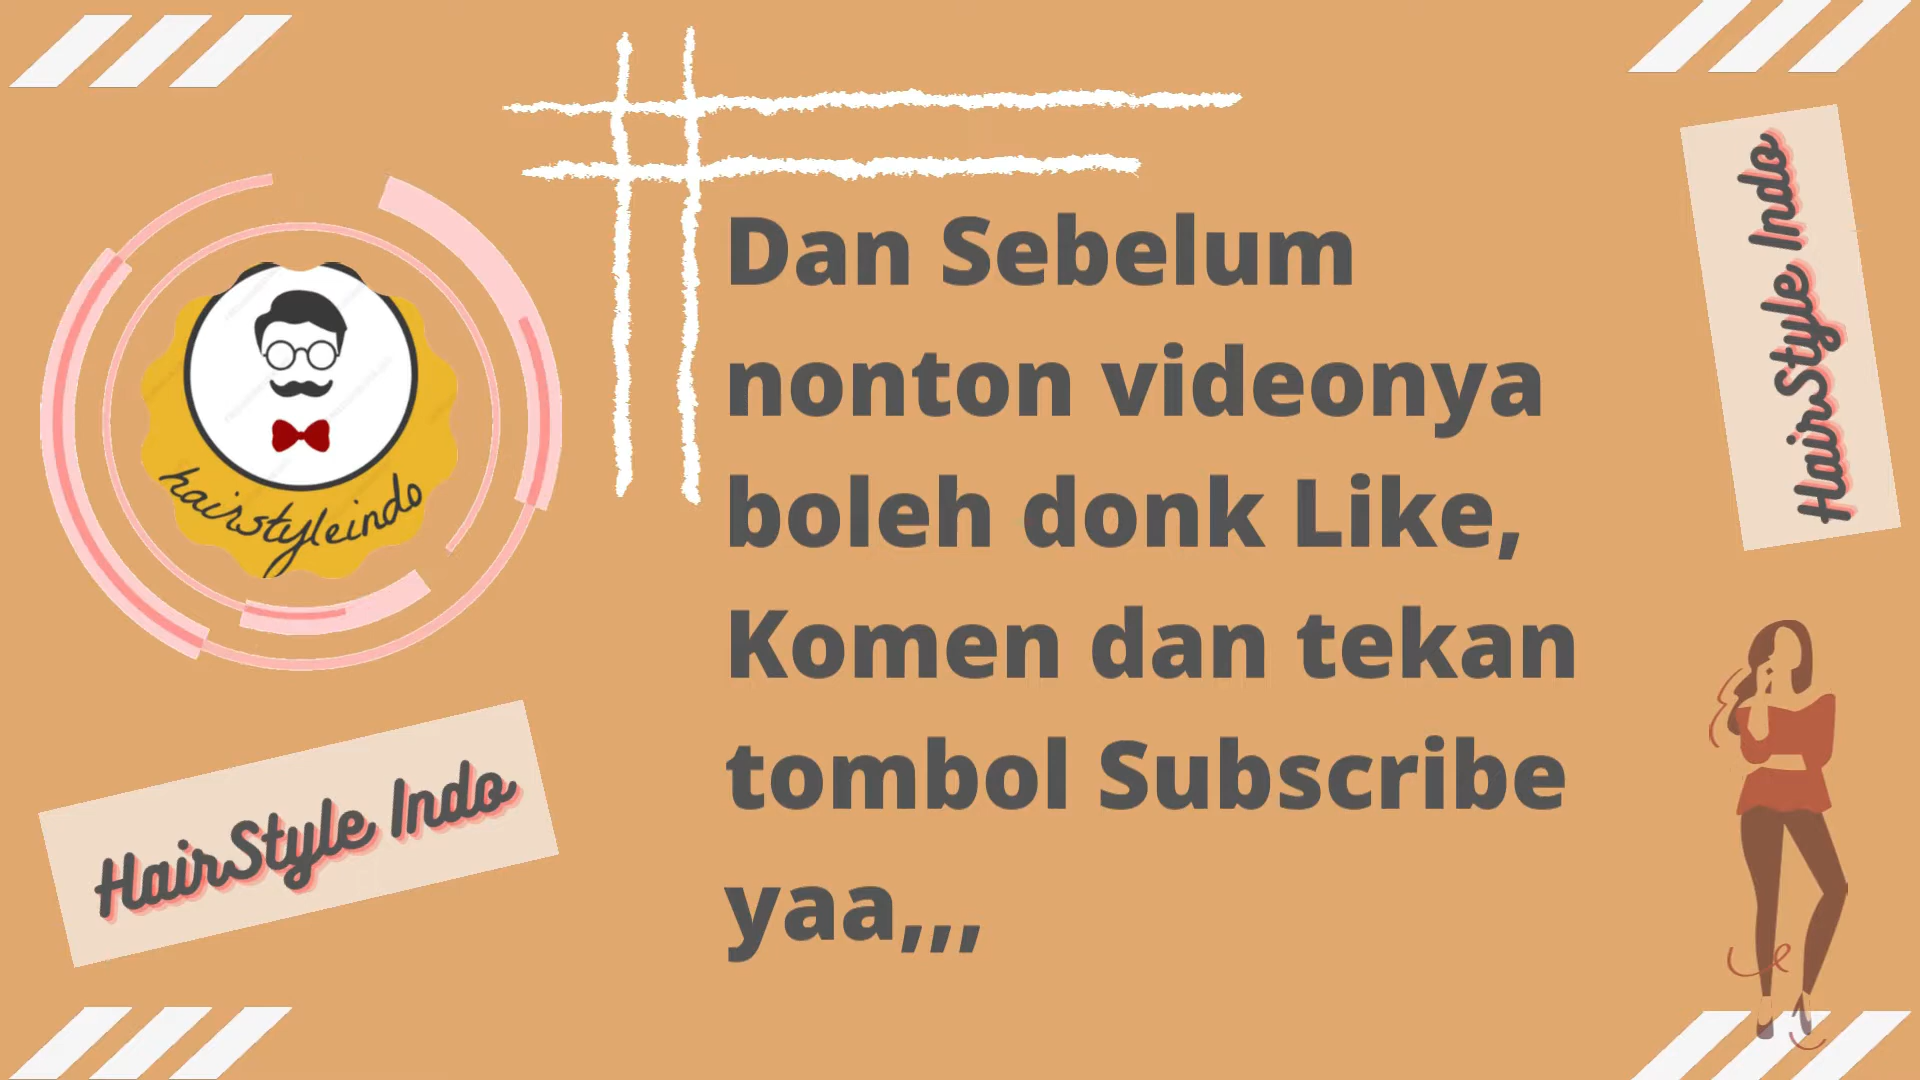 Dan Sebelum
nonton videonya
boleh donk Like,
Komen dan tekan
tombol Subscribe
yaa,,,
hairstyleindo
HairStyle Indo
HairStyle Indo